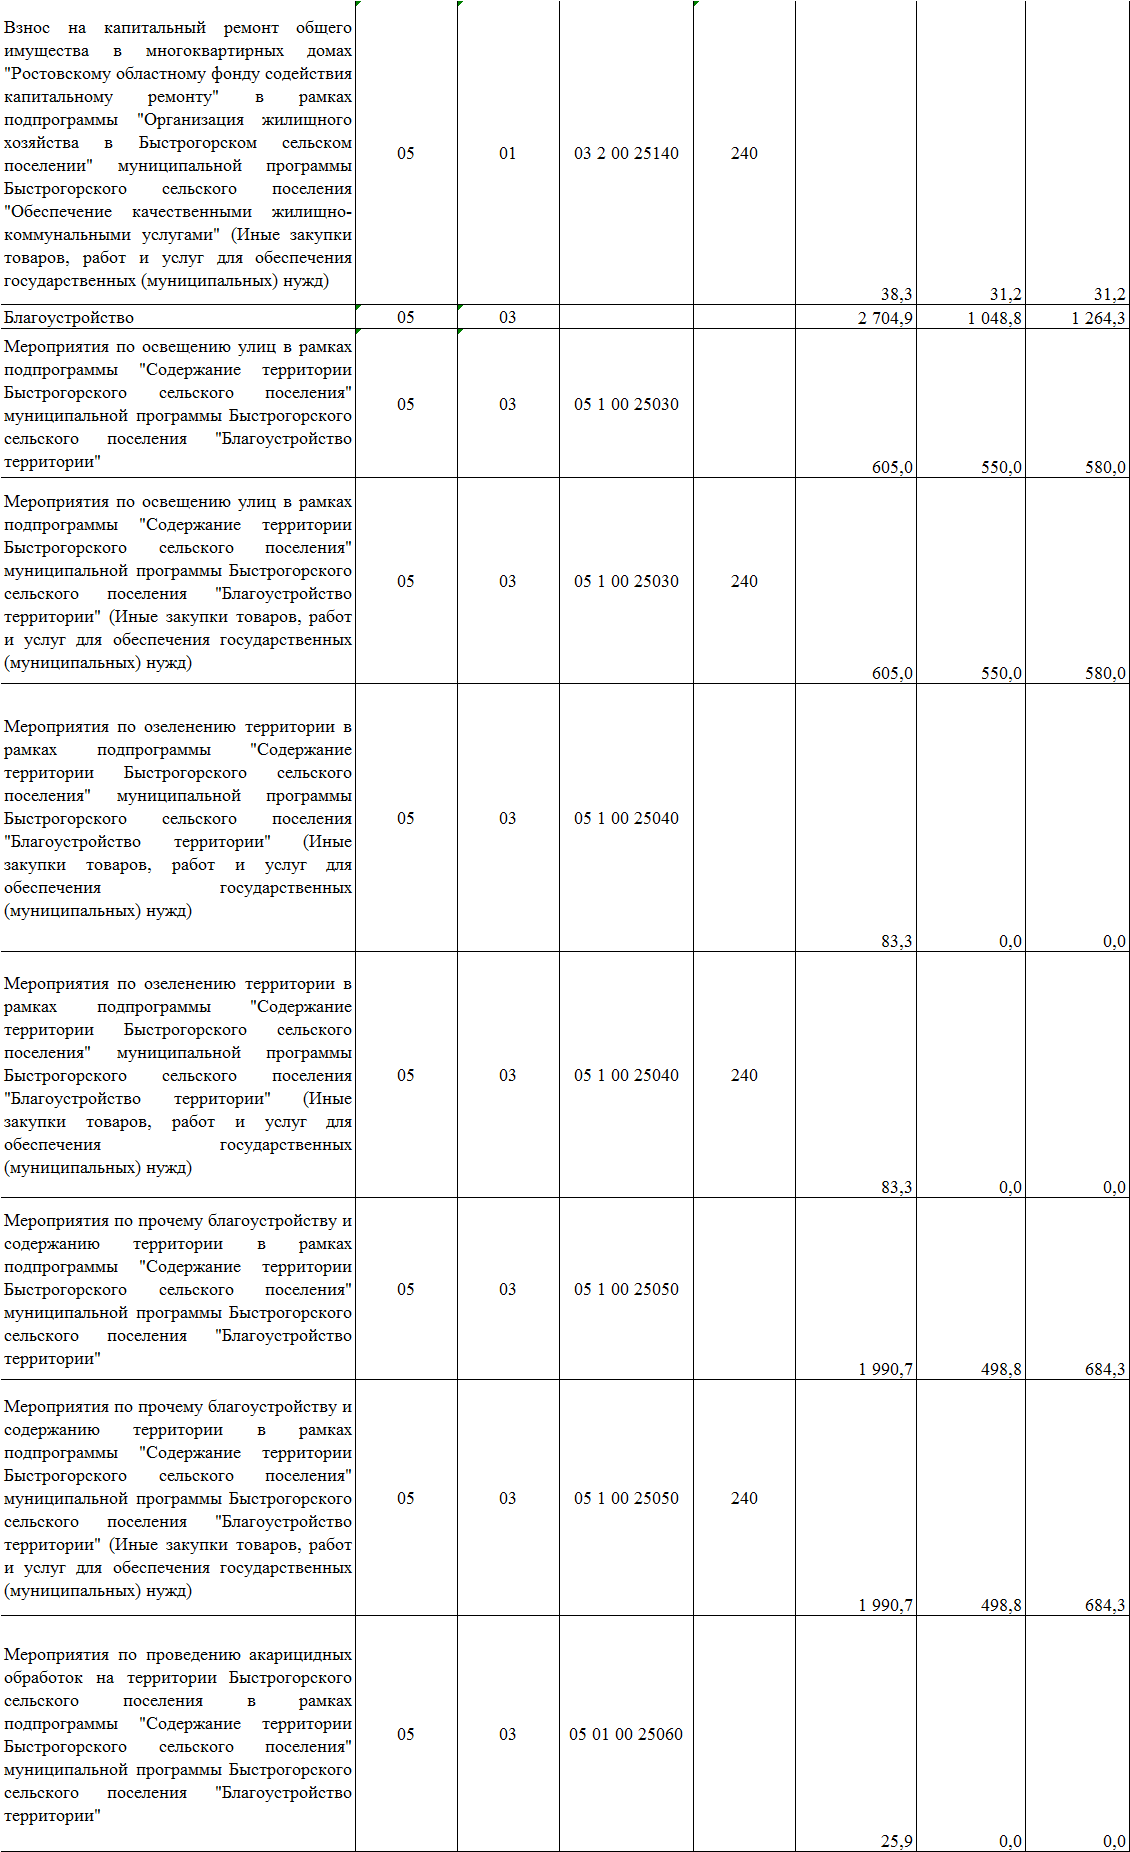 Взнос на капитальный ремонт общего
имущества в многоквартирных домах
"Ростовскому областному фонду содействия
капитальному ремонту" в рамках
подпрограммы "Организация жилищного
хозяйства в Быстрогорском сельском
поселении" муниципальной программы
Быстрогорского сельского поселения
"Обеспечение качественными жилищно-
коммунальными услугами" (Иные закупки
товаров, работ и услуг для обеспечения
государственных (муниципальных) нужд)
05 01 03 2 00 25140 240
38,3 31,2 31,2
Благоустройство 05 03 2 704,9 1 048,8 1 264,3
Мероприятия по освещению улиц в рамках
подпрограммы "Содержание территории
Быстрогорского сельского поселения"
муниципальной программы Быстрогорского
сельского поселения "Благоустройство
территории"
05 03 05 1 00 25030
605,0 550,0 580,0
Мероприятия по освещению улиц в рамках
подпрограммы "Содержание территории
Быстрогорского сельского поселения"
муниципальной программы Быстрогорского
сельского поселения "Благоустройство
территории" (Иные закупки товаров, работ
и услуг для обеспечения государственных
(муниципальных) нужд)
05 03 05 1 00 25030 240
605,0 550,0 580,0
Мероприятия по озеленению территории в
рамках подпрограммы "Содержание
территории Быстрогорского сельского
поселения" муниципальной программы
Быстрогорского сельского поселения
"Благоустройство территории" (Иные
закупки товаров, работ и услуг для
обеспечения государственных
(муниципальных) нужд)
05 03 05 1 00 25040
83,3 0,0 0,0
Мероприятия по озеленению территории в
рамках подпрограммы "Содержание
территории Быстрогорского сельского
поселения" муниципальной программы
Быстрогорского сельского поселения
"Благоустройство территории" (Иные
закупки товаров, работ и услуг для
обеспечения государственных
(муниципальных) нужд)
05 03 05 1 00 25040 240
83,3 0,0 0,0
Мероприятия по прочему благоустройству и
содержанию территории в рамках
подпрограммы "Содержание территории
Быстрогорского сельского поселения"
муниципальной программы Быстрогорского
сельского поселения "Благоустройство
территории"
05 03 05 1 00 25050
1 990,7 498,8 684,3
Мероприятия по прочему благоустройству и
содержанию территории в рамках
подпрограммы "Содержание территории
Быстрогорского сельского поселения"
муниципальной программы Быстрогорского
сельского поселения "Благоустройство
территории" (Иные закупки товаров, работ
и услуг для обеспечения государственных
(муниципальных) нужд)
05 03 05 1 00 25050 240
1 990,7 498,8 684,3
Мероприятия по проведению акарицидных
обработок на территории Быстрогорского
сельского поселения в рамках
подпрограммы "Содержание территории
Быстрогорского сельского поселения"
муниципальной программы Быстрогорского
сельского поселения "Благоустройство
территории"
05 03 05 01 00 25060
25,9 0,0 0,0